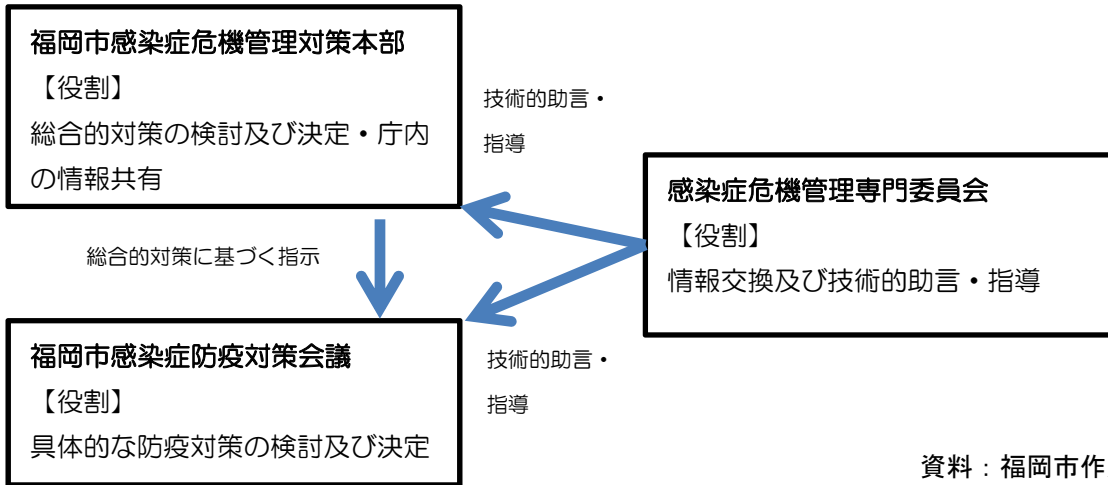 福岡市感染症危機管理対策本部
【役割】
総合的対策の検討及び決定・庁内
の情報共有
技術的助言・
指導
感染症危機管理専門委員会
【役割】
情報交換及び技術的助言・指導
総合的対策に基づく指示
福岡市感染症防疫対策会議
【役割】
具体的な防疫対策の検討及び決定
技術的助言・
指導
資料：福岡市作